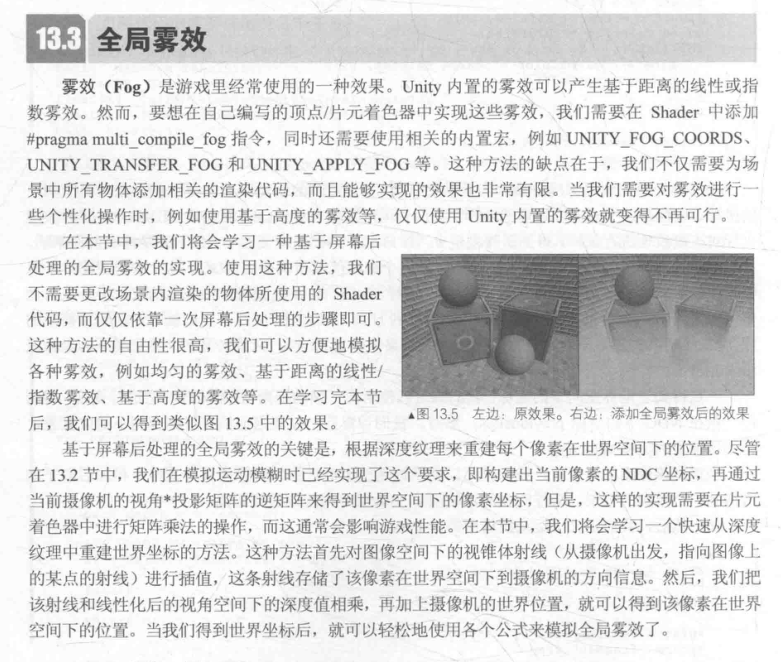 13.3 全局雾效
雾效（Fog）是游戏里经常使用的一种效果。Unity 内置的雾效可以产生基于距离的线性或指
数雾效。然而，要想在自己编写的顶点/片元着色器中实现这些雾效，我们需要在 Shader 中添加
#pragma multi_compile_fog 指令，同时还需要使用相关的内置宏，例如 UNITY_FOG_COORDS、
UNITY_TRANSFER_FOG 和 UNITY_APPLY_FOG 等。这种方法的缺点在于，我们不仅需要为场
景中所有物体添加相关的渲染代码，而且能够实现的效果也非常有限。当我们需要对雾效进行一
些个性化操作时，例如使用基于高度的雾效等，仅仅使用 Unity 内置的雾效就变得不再可行。
在本节中，我们将会学习一种基于屏幕后
处理的全局雾效的实现。使用这种方法，我们
不需要更改场景内渲染的物体所使用的 Shader
代码，而仅仅依靠一次屏幕后处理的步骤即可。
这种方法的自由性很高，我们可以方便地模拟
各种雾效，例如均匀的雾效、基于距离的线性/
指数雾效、基于高度的雾效等。在学习完本节
后，我们可以得到类似图 13.5 中的效果。
▲图 13.5 左边：原效果。右边：添加全局雾效后的效果
基于屏幕后处理的全局雾效的关键是，根据深度纹理来重建每个像素在世界空间下的位置。尽管
在 13.2 节中，我们在模拟运动模糊时已经实现了这个要求，即构建出当前像素的 NDC 坐标，再通过
当前摄像机的视角*投影矩阵的逆矩阵来得到世界空间下的像素坐标，但是，这样的实现需要在片元
着色器中进行矩阵乘法的操作，而这通常会影响游戏性能。在本节中，我们将会学习一个快速从深度
纹理中重建世界坐标的方法。这种方法首先对图像空间下的视锥体射线（从摄像机出发，指向图像上
的某点的射线）进行插值，这条射线存储了该像素在世界空间下到摄像机的方向信息。然后，我们把
该射线和线性化后的视角空间下的深度值相乘，再加上摄像机的世界位置，就可以得到该像素在世界
空间下的位置。当我们得到世界坐标后，就可以轻松地使用各个公式来模拟全局雾效了。